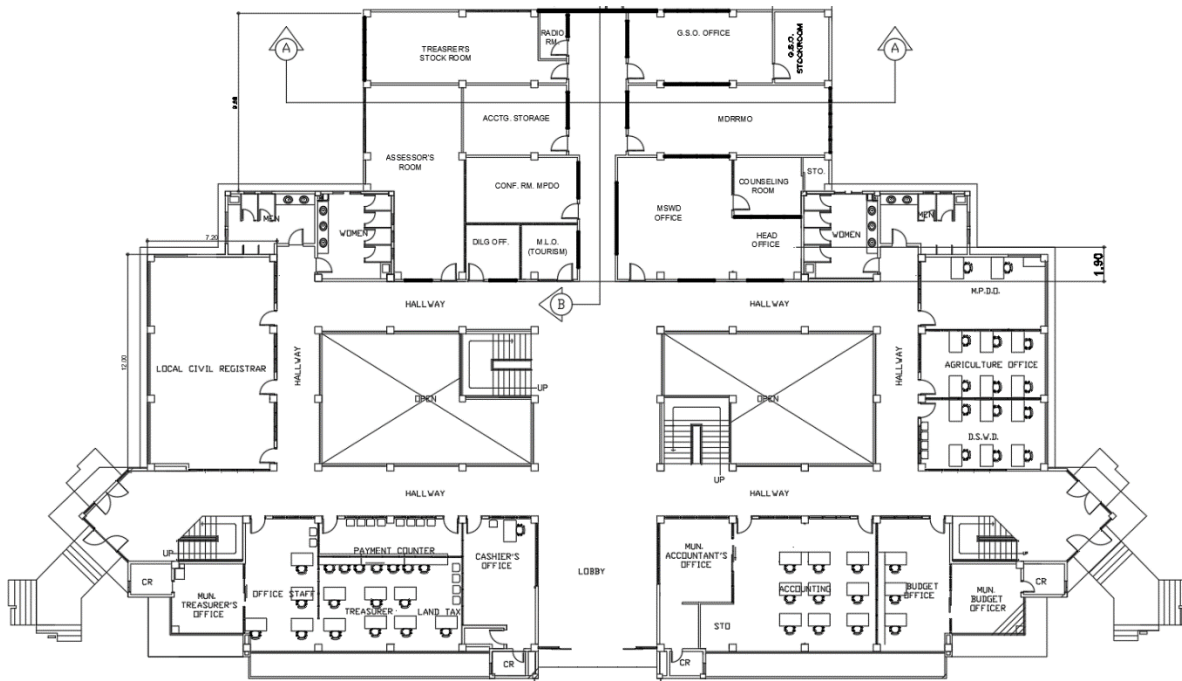 A
TREASRER'S
STOCK ROOM
RADIO
RM.
G.S.O. OFFICE
G.S.O.
STOCKROOM
A
9.88
ACCTG. STORAGE
MDRRMO
ASSESSOR'S
ROOM
CONF. RM. MPDO
COUNSELING
ROOM
STO.
MSWD
OFFICE
MEN
WOMEN
DILG OFF.
M.L.O.
(TOURISM)
HEAD
OFFICE
WOMEN
MEN
7.20
1.90
M.P.D.O.
HALLWAY
B
HALLWAY
12.00
LOCAL CIVIL REGISTRAR
HALLWAY
OPEN
UP
OPEN
HALLWAY
AGRICULTURE OFFICE
D.S.W.D.
UP
HALLWAY
HALLWAY
UP
PAYMENT COUNTER
CASHIER'S
OFFICE
LOBBY
MUN.
ACCOUNTANT'S
OFFICE
UP
CR
MUN.
TREASURER'S
OFFICE
OFFICE STAFF
TREASURER
LAND TAX
ACCOUNTING
BUDGET
OFFICE
MUN.
BUDGET
OFFICER
CR
STO
CR
CR